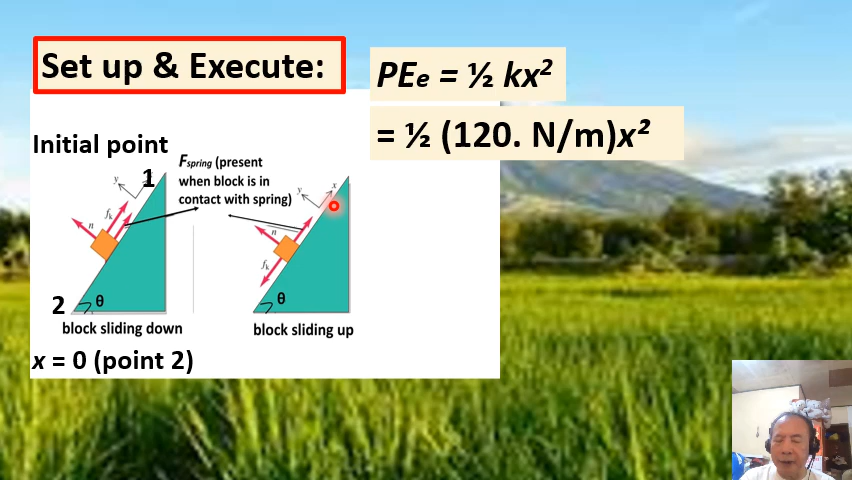 Set up & Execute:
PEe = ½ kx²
= ½ (120. N/m)x²
Initial point
1
Fspring (present
when block is in
contact with spring)
y
x
n
fk
y
n
fk
2
θ
θ
block sliding down
block sliding up
x = 0 (point 2)